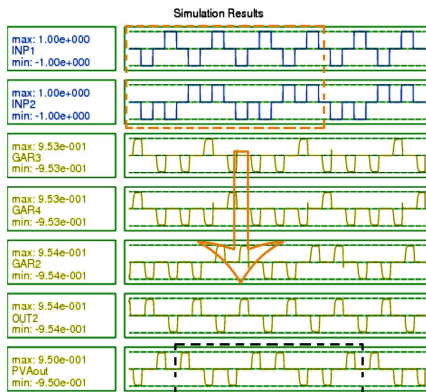 Simulation Results
max: 1.00e+000
INP1
min: -1.00e+000
max: 1.00e+000
INP2
min: -1.00e+000
max: 9.53e-001
GAR3
min: -9.53e-001
max: 9.53e-001
GAR4
min: -9.53e-001
max: 9.54e-001
GAR2
min: -9.54e-001
max: 9.54e-001
OUT2
min: -9.54e-001
max: 9.50e-001
PVAout
min: -9.50e-001